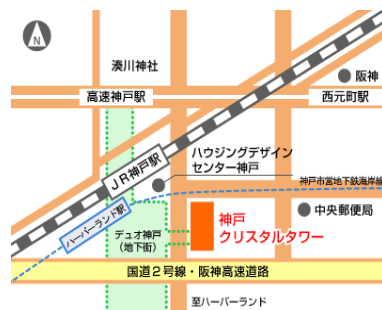 N
湊川神社
阪神
高速神戸駅
西元町駅
ハウジングデザイン
センター神戸
JR神戸駅
神戸市営地下鉄海岸線
ハーバーランド駅
中央郵便局
神戸
クリスタルタワー
デュオ神戸
(地下街)
国道2号線・阪神高速道路
至ハーバーランド